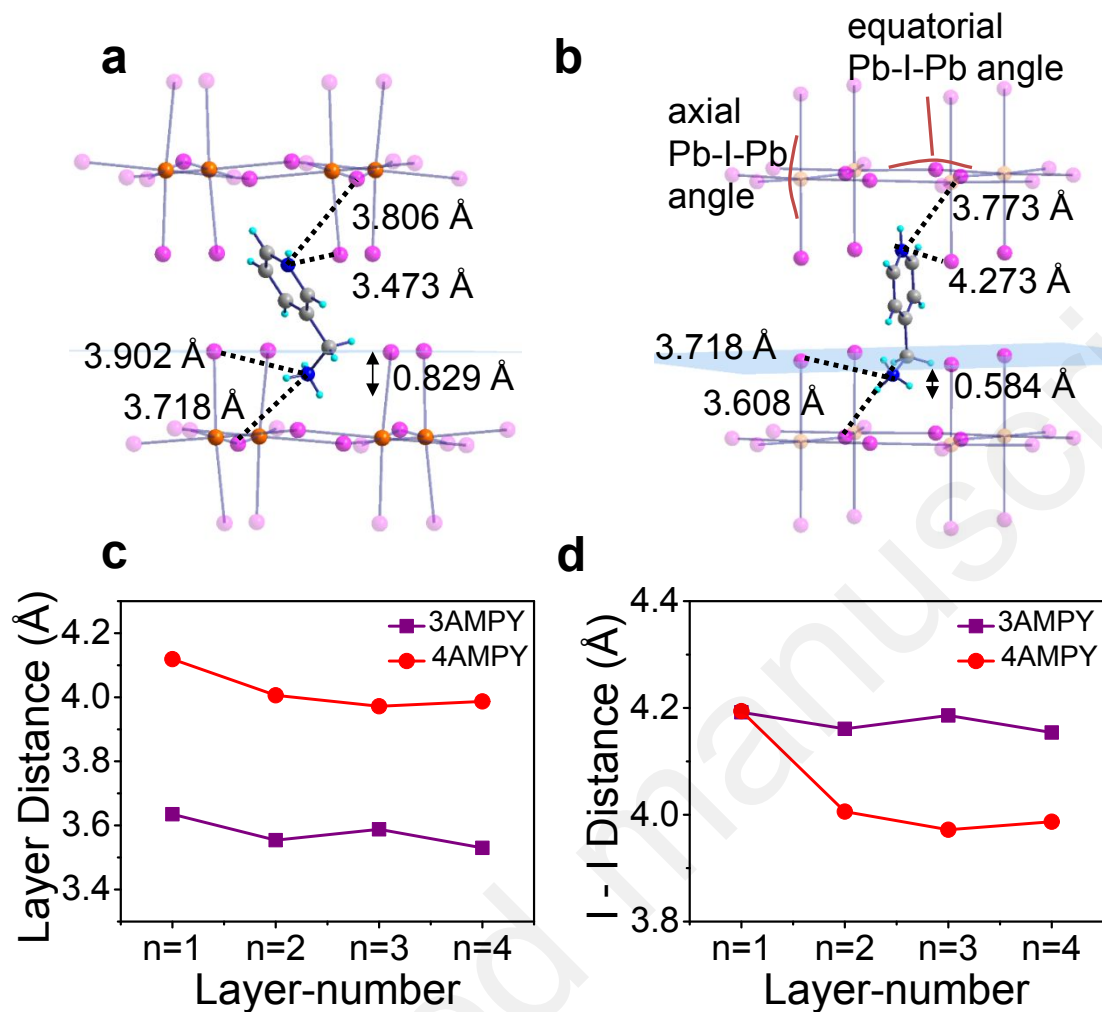 a
3.806 Å
3.473 Å
3.902 Å
0.829 Å
3.718 Å
b
equatorial
Pb-I-Pb angle
axial
Pb-I-Pb
angle
3.773 Å
4.273 Å
3.718 Å
0.584 Å
3.608 Å
c
Layer Distance (Å)
4.2
4.0
3.8
3.6
3.4
3AMPY
4AMPY
n=1 n=2 n=3 n=4
Layer-number
d
I - I Distance (Å)
4.4
4.2
4.0
3.8
3AMPY
4AMPY
n=1 n=2 n=3 n=4
Layer-number